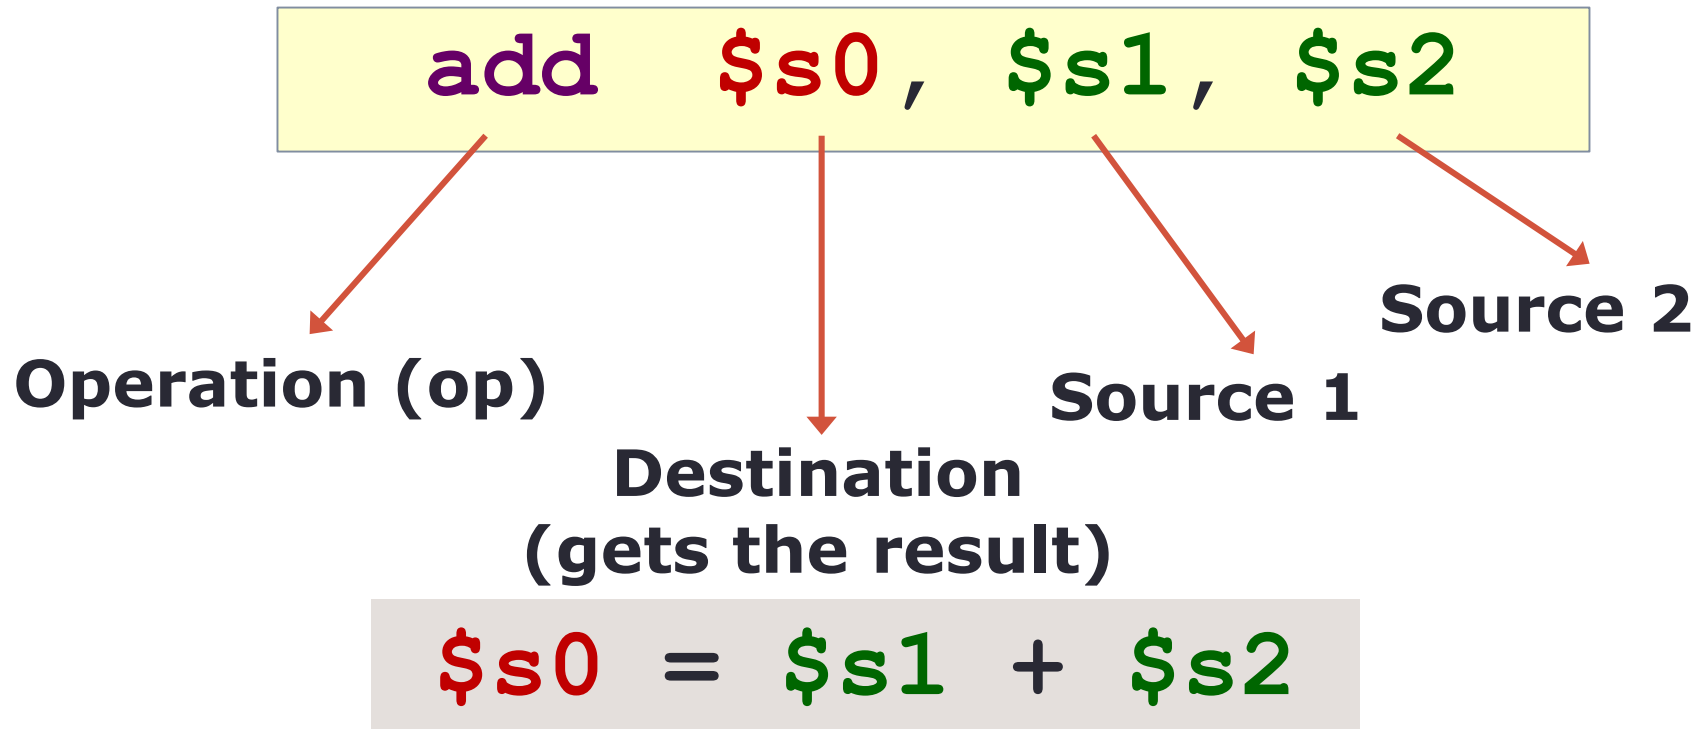 add $s0, $s1, $s2
Source 2
Operation (op)
Source 1
Destination
(gets the result)
$s0 = $s1 + $s2